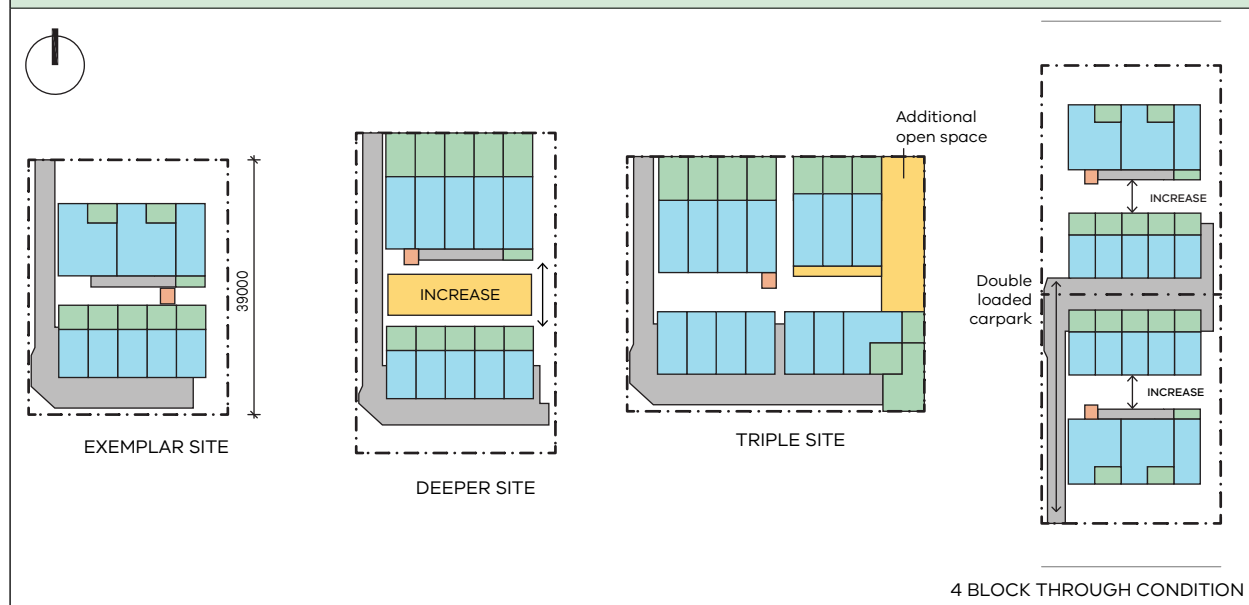 39000
EXEMPLAR SITE
INCREASE
DEEPER SITE
Additional
open space
TRIPLE SITE
INCREASE
Double
loaded
carpark
INCREASE
4 BLOCK THROUGH CONDITION